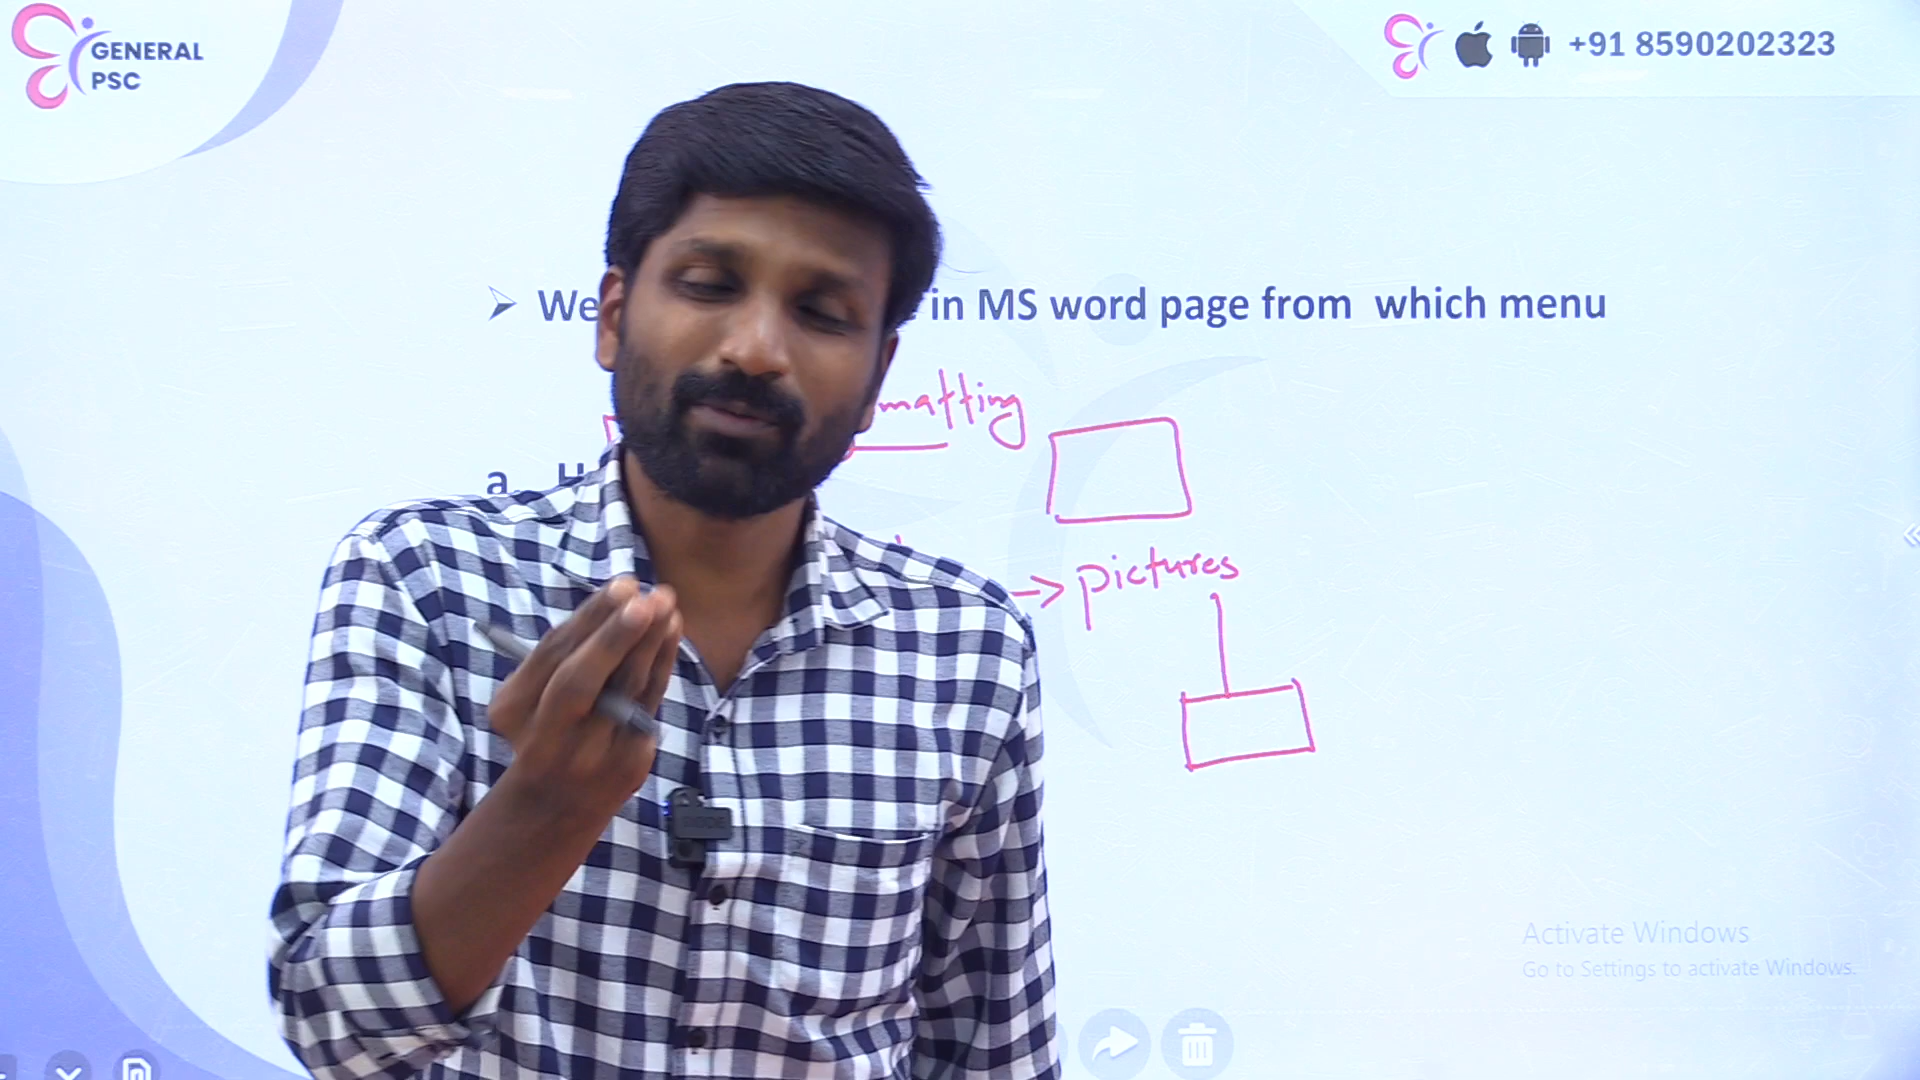 GENERAL
PSC
+91 8590202323
We in MS word page from which menu
matting
a. H
→ pictures
Activate Windows
Go to Settings to activate Windows.